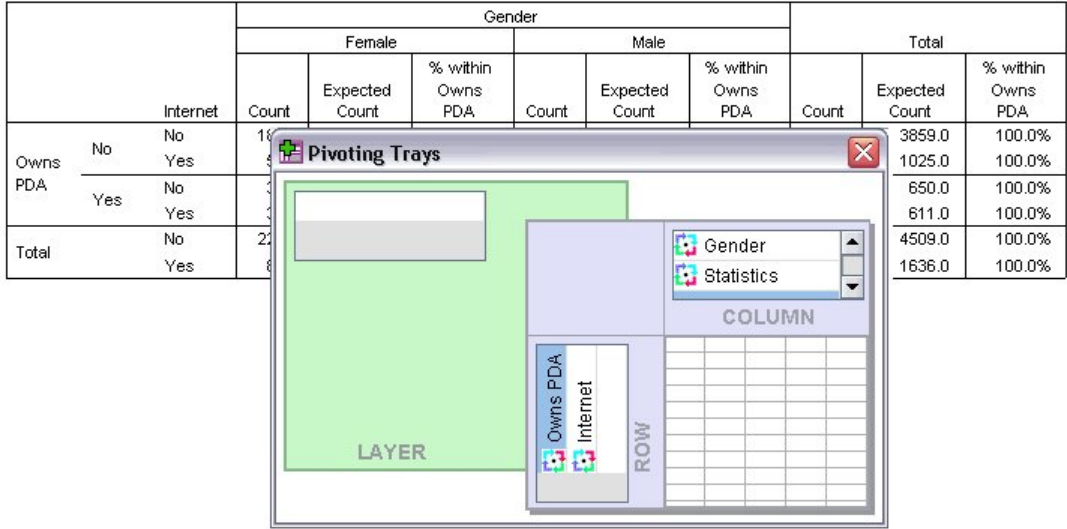 Gender
Female Male Total
Internet Count Expected Count % within Owns PDA Count Expected Count % within Owns PDA Count Expected Count % within Owns PDA
Owns PDA No No 3859.0 100.0%
Yes 1025.0 100.0%
Yes No 650.0 100.0%
Yes 611.0 100.0%
Total No 4509.0 100.0%
Yes 1636.0 100.0%
Pivoting Trays
Gender
Statistics
COLUMN
Owns PDA
Internet
ROW
LAYER